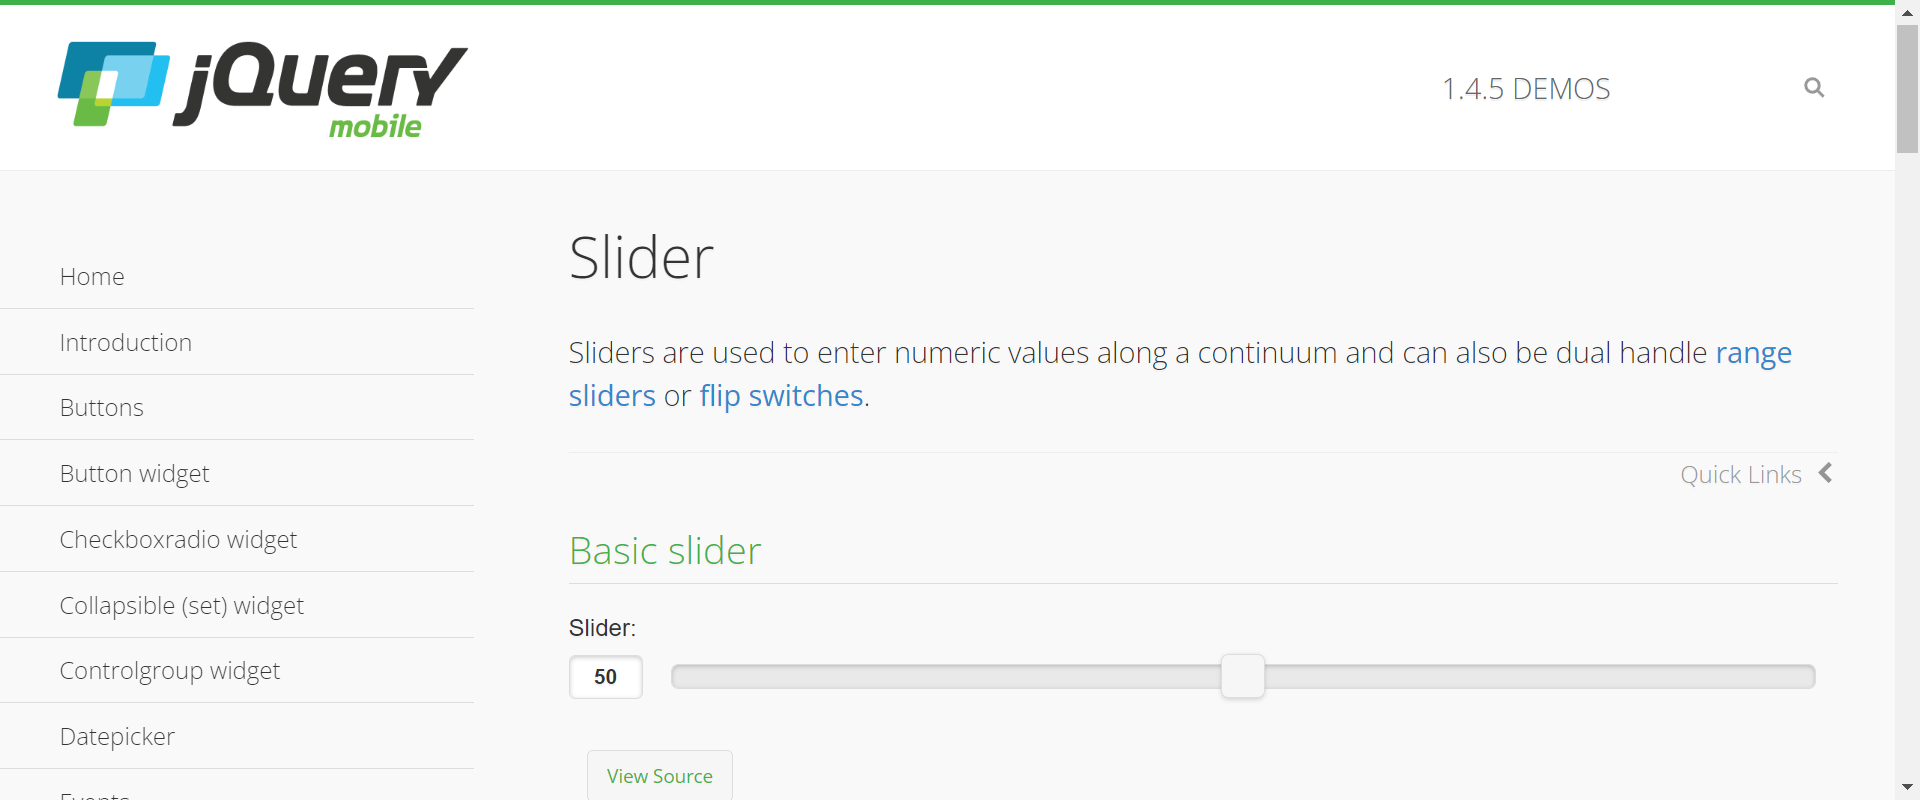 jQuery
mobile
1.4.5 DEMOS
Home
Introduction
Buttons
Button widget
Checkboxradio widget
Collapsible (set) widget
Controlgroup widget
Datepicker
Events
Slider
Sliders are used to enter numeric values along a continuum and can also be dual handle range
sliders or flip switches.
Quick Links
Basic slider
Slider:
50
View Source